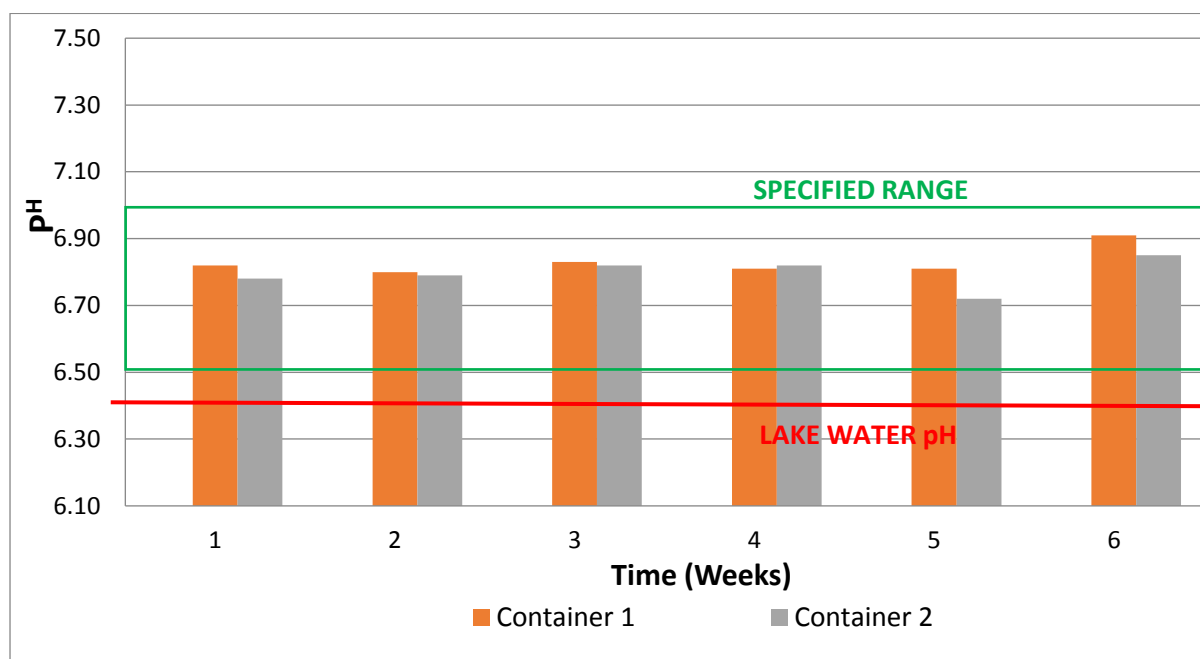 7.50
7.30
7.10
6.90
6.70
6.50
6.30
6.10
PH
SPECIFIED RANGE
LAKE WATER pH
1 2 3 4 5 6
Time (Weeks)
Container 1 Container 2